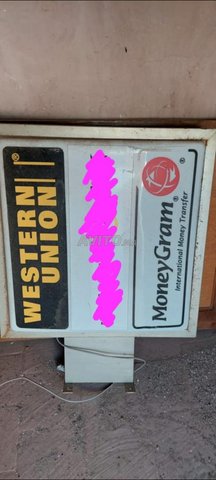 WESTERN
UNION
®
MoneyGram
®
International Money Transfer
®